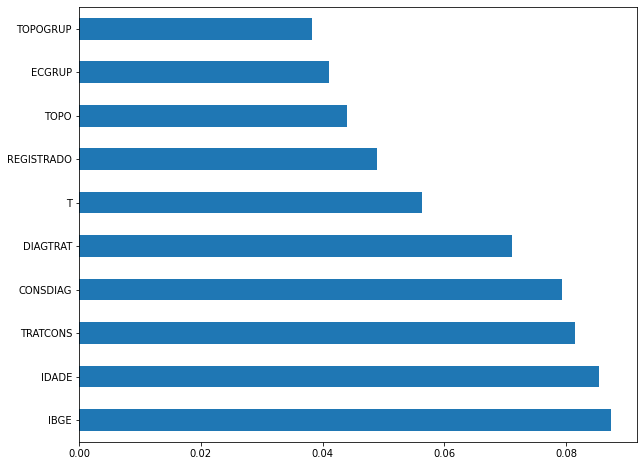 TOPOGRUP
ECGRUP
TOPO
REGISTRADO
T
DIAGTRAT
CONSDIAG
TRATCONS
IDADE
IBGE
0.00 0.02 0.04 0.06 0.08